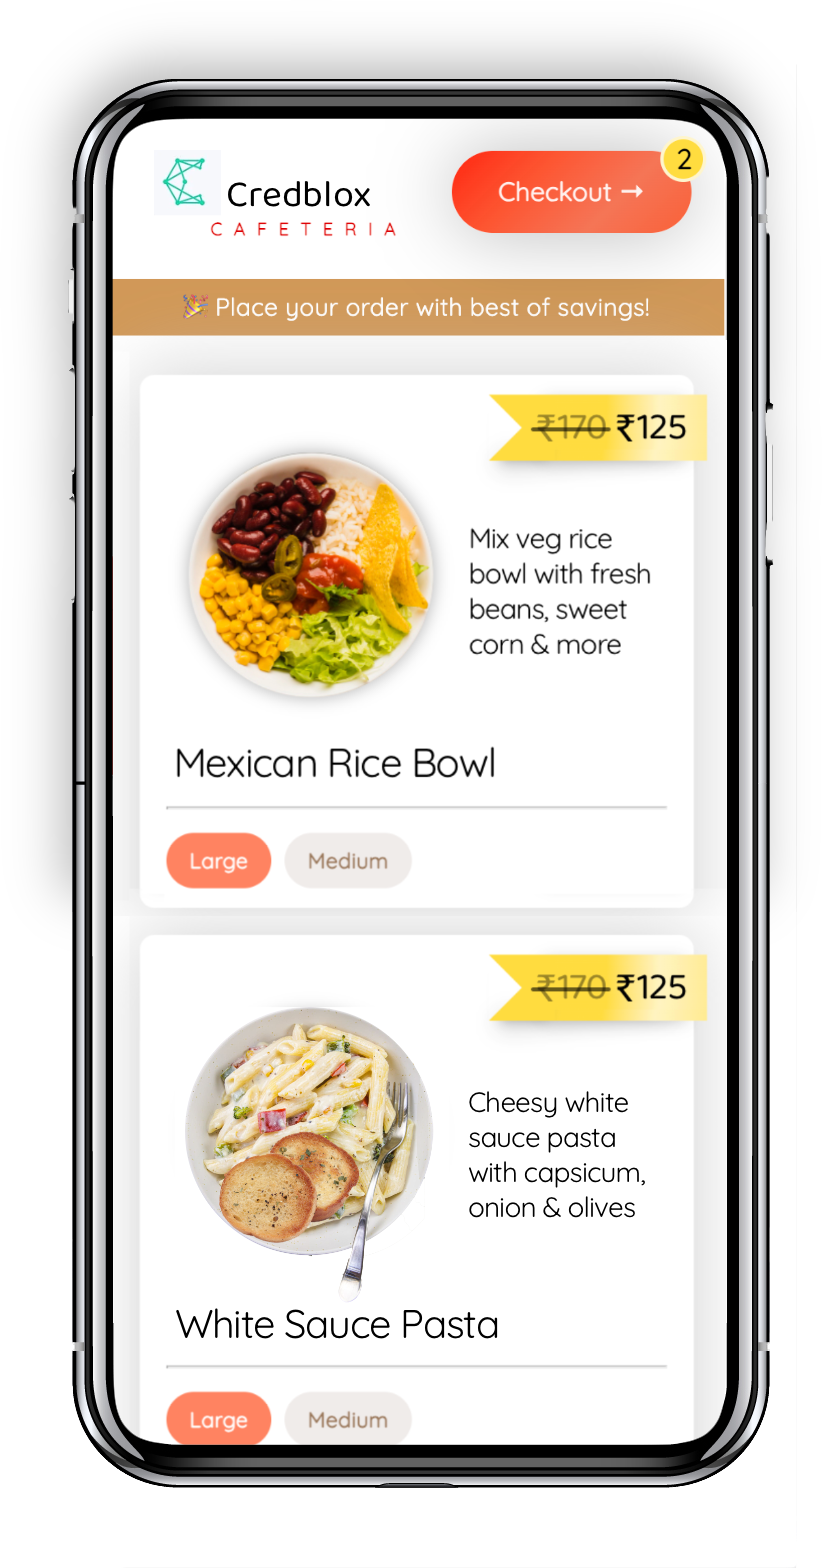 Credblox
CAFETERIA
Checkout →
2
🎉 Place your order with best of savings!
₹170 ₹125
Mix veg rice
bowl with fresh
beans, sweet
corn & more
Mexican Rice Bowl
Large
Medium
₹170 ₹125
Cheesy white
sauce pasta
with capsicum,
onion & olives
White Sauce Pasta
Large
Medium